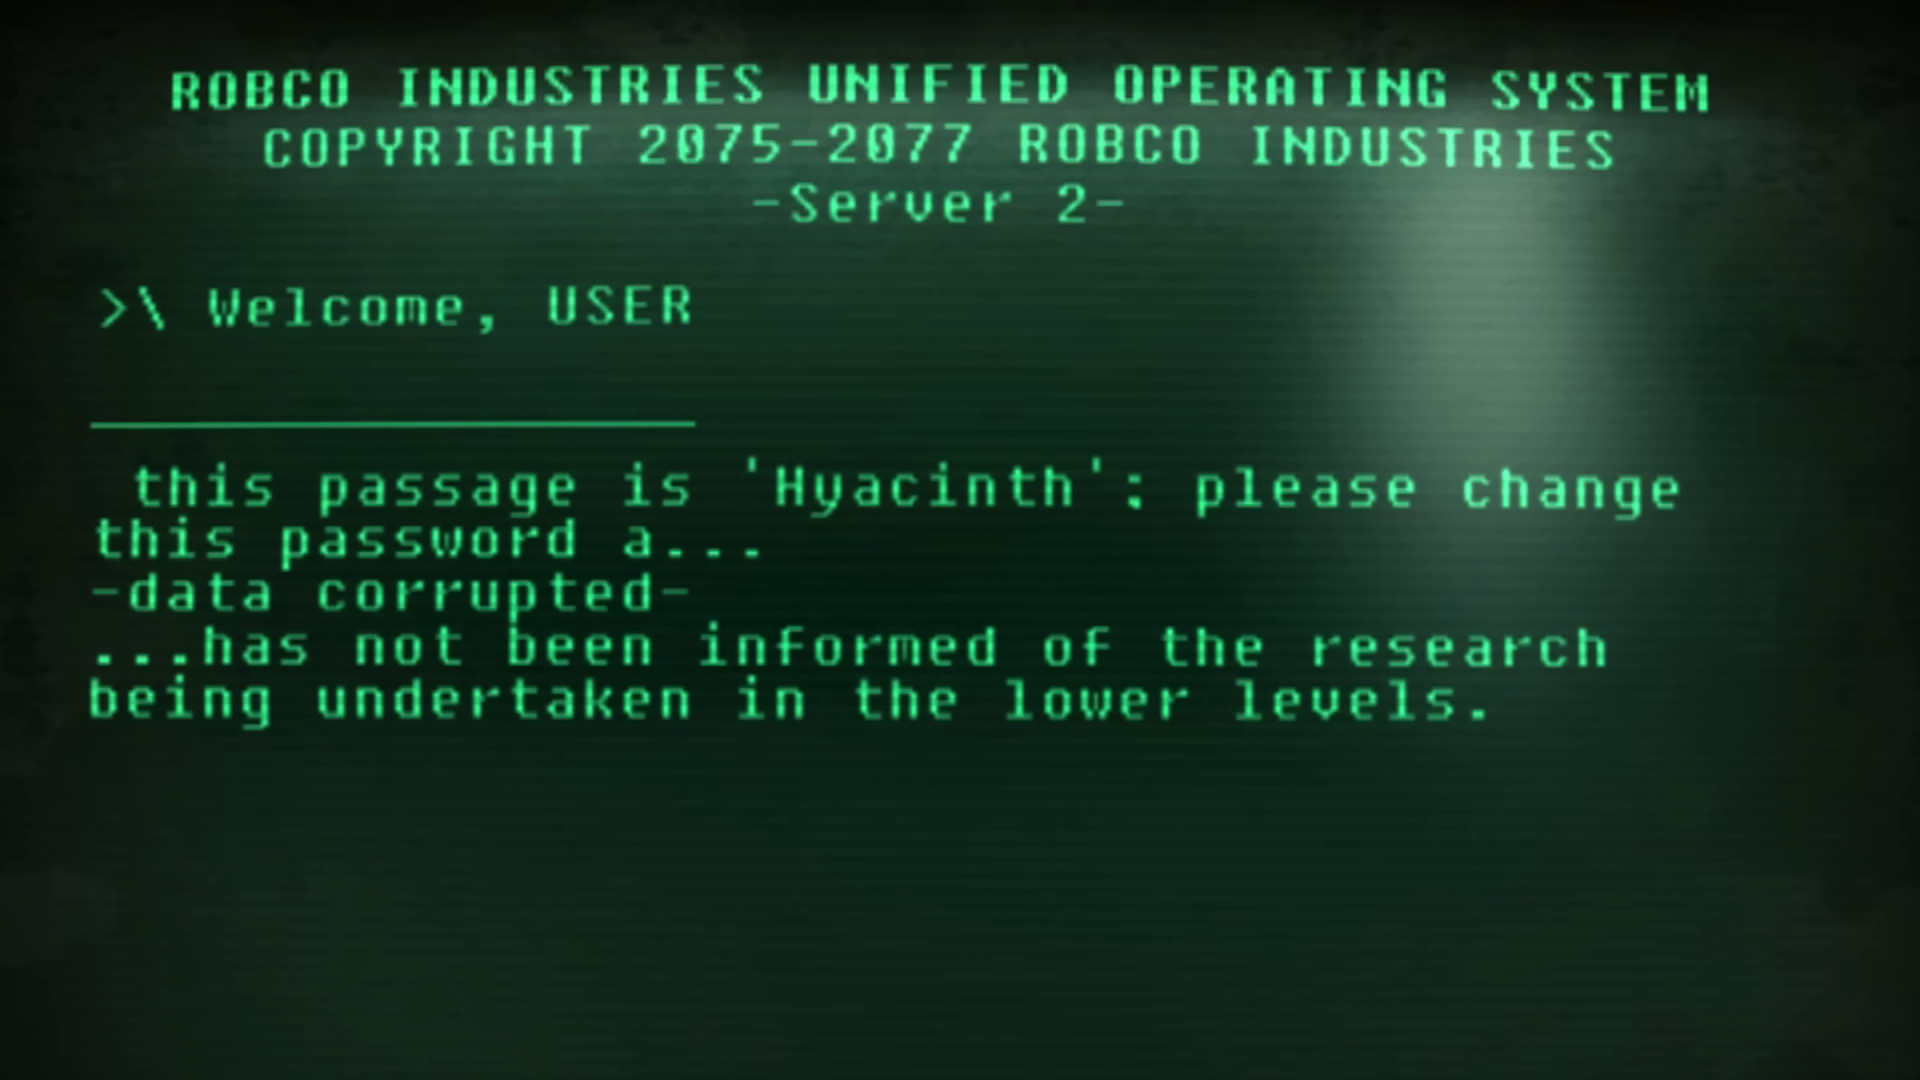 ROBCO INDUSTRIES UNIFIED OPERATING SYSTEM
COPYRIGHT 2075-2077 ROBCO INDUSTRIES
-Server 2-
>\ Welcome, USER
this passage is 'Hyacinth'; please change
this password a...
-data corrupted-
...has not been informed of the research
being undertaken in the lower levels.